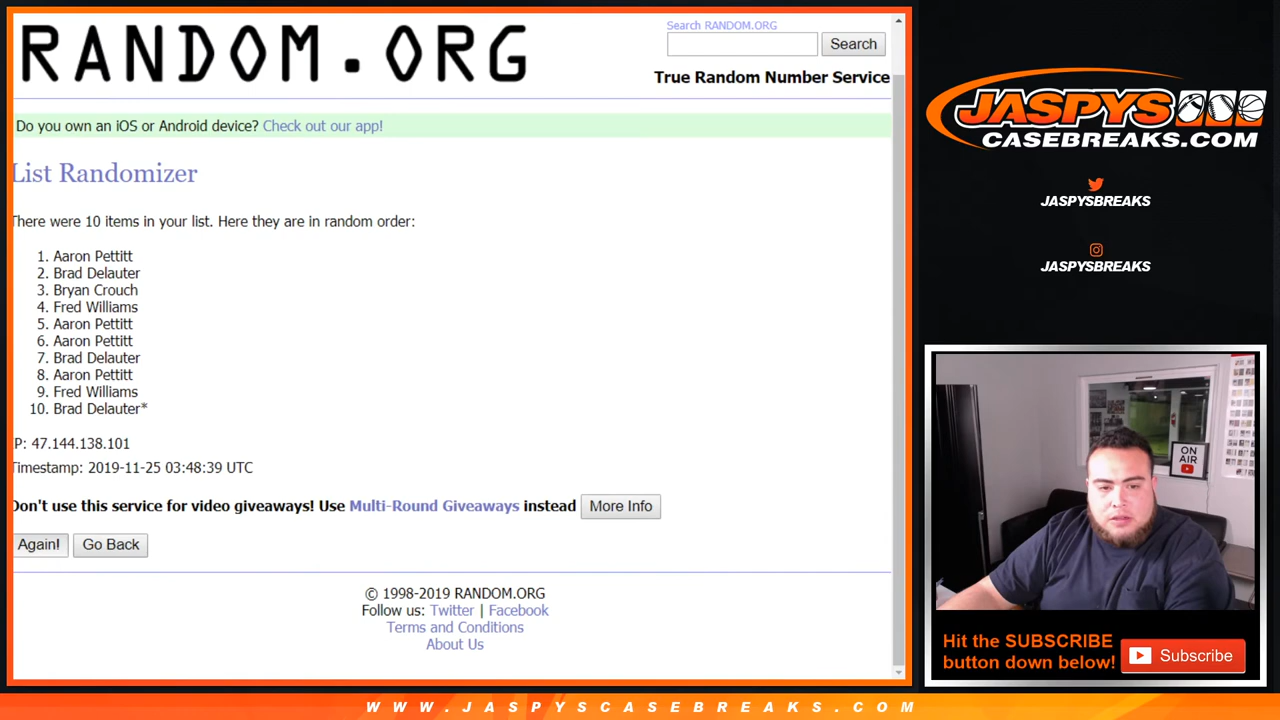 RANDOM.ORG
Search RANDOM.ORG
Search
True Random Number Service
Do you own an iOS or Android device? Check out our app!
List Randomizer
There were 10 items in your list. Here they are in random order:
1. Aaron Pettitt
2. Brad Delauter
3. Bryan Crouch
4. Fred Williams
5. Aaron Pettitt
6. Aaron Pettitt
7. Brad Delauter
8. Aaron Pettitt
9. Fred Williams
10. Brad Delauter*
P: 47.144.138.101
Timestamp: 2019-11-25 03:48:39 UTC
Don't use this service for video giveaways! Use Multi-Round Giveaways instead More Info
Again! Go Back
© 1998-2019 RANDOM.ORG
Follow us: Twitter | Facebook
Terms and Conditions
About Us
JASPYS
CASEBREAKS.COM
JASPYSBREAKS
JASPYSBREAKS
ON
AIR
Hit the SUBSCRIBE
button down below!
Subscribe
WWW.JASPYSCASEBREAKS.COM